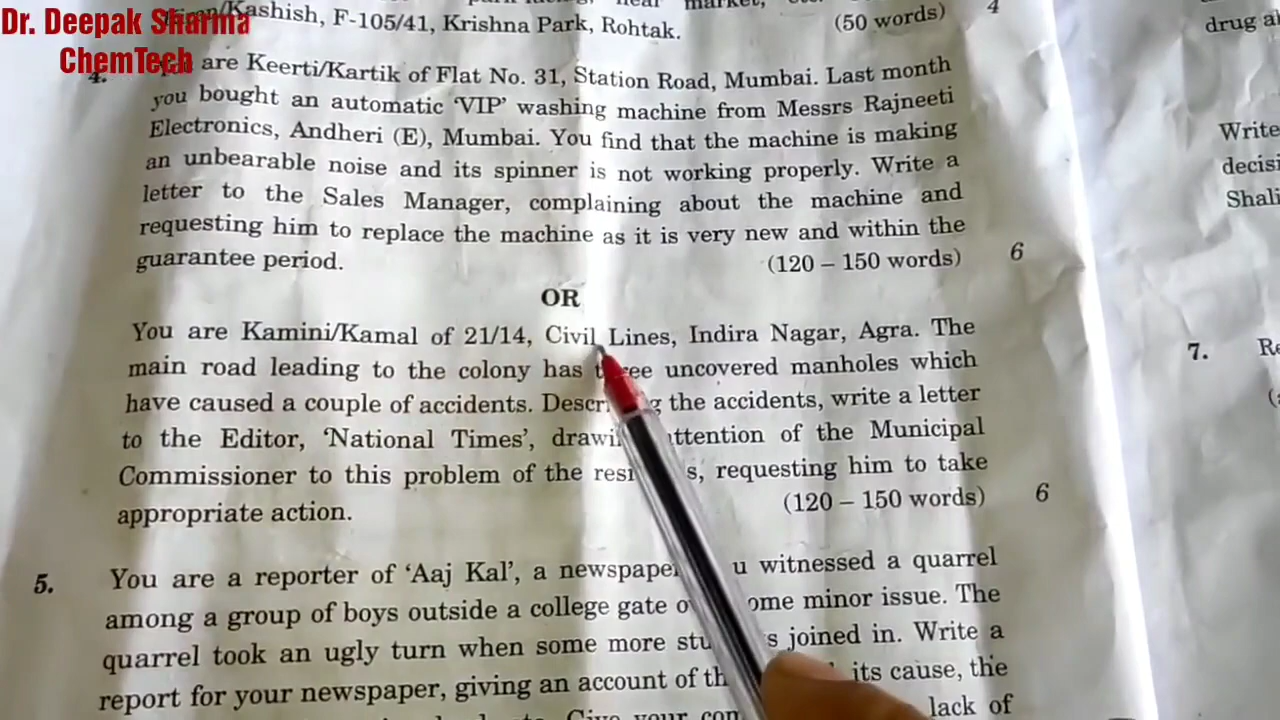 Dr. Deepak Sharma
ChemTech
market,
Kashish, F-105/41, Krishna Park, Rohtak.
(50 words) 4
4. are Keerti/Kartik of Flat No. 31, Station Road, Mumbai. Last month
you bought an automatic ‘VIP’ washing machine from Messrs Rajneeti
Electronics, Andheri (E), Mumbai. You find that the machine is making
an unbearable noise and its spinner is not working properly. Write a
letter to the Sales Manager, complaining about the machine and
requesting him to replace the machine as it is very new and within the
guarantee period.
(120 – 150 words) 6
OR
You are Kamini/Kamal of 21/14, Civil Lines, Indira Nagar, Agra. The
main road leading to the colony has uncovered manholes which
have caused a couple of accidents. the accidents, write a letter
to the Editor, ‘National Times’, attention of the Municipal
Commissioner to this problem of the requesting him to take
appropriate action.
(120 – 150 words) 6
5. You are a reporter of ‘Aaj Kal’, a newspaper witnessed a quarrel
among a group of boys outside a college gate minor issue. The
quarrel took an ugly turn when some more joined in. Write a
report for your newspaper, giving an account of its cause, the
Give your lack of
drug
Write
7.